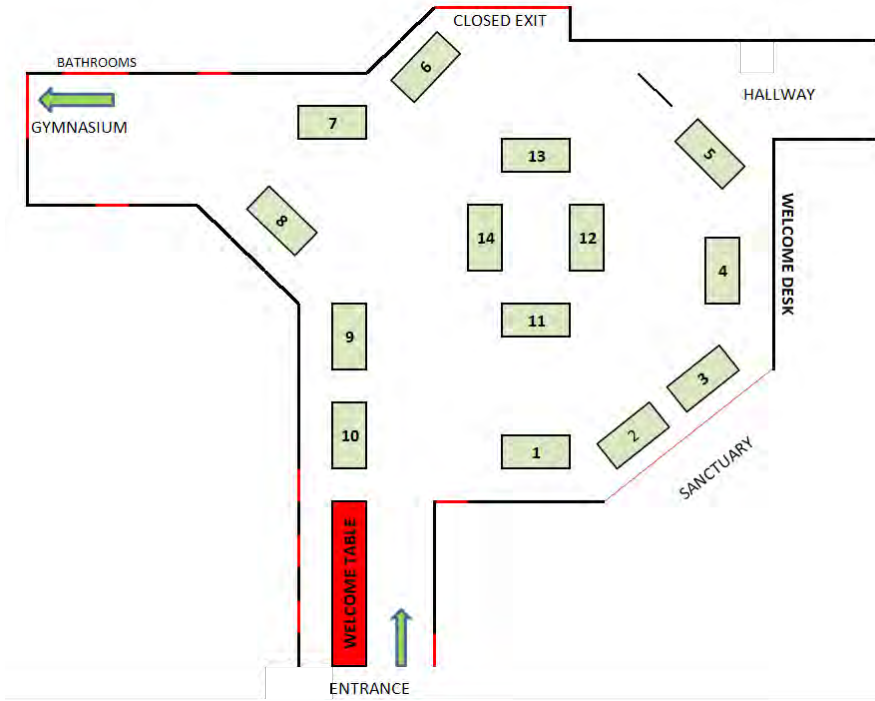 CLOSED EXIT
BATHROOMS
6
HALLWAY
GYMNASIUM
7
13
5
8
14
12
WELCOME DESK
4
11
9
3
10
2
1
SANCTUARY
WELCOME TABLE
ENTRANCE